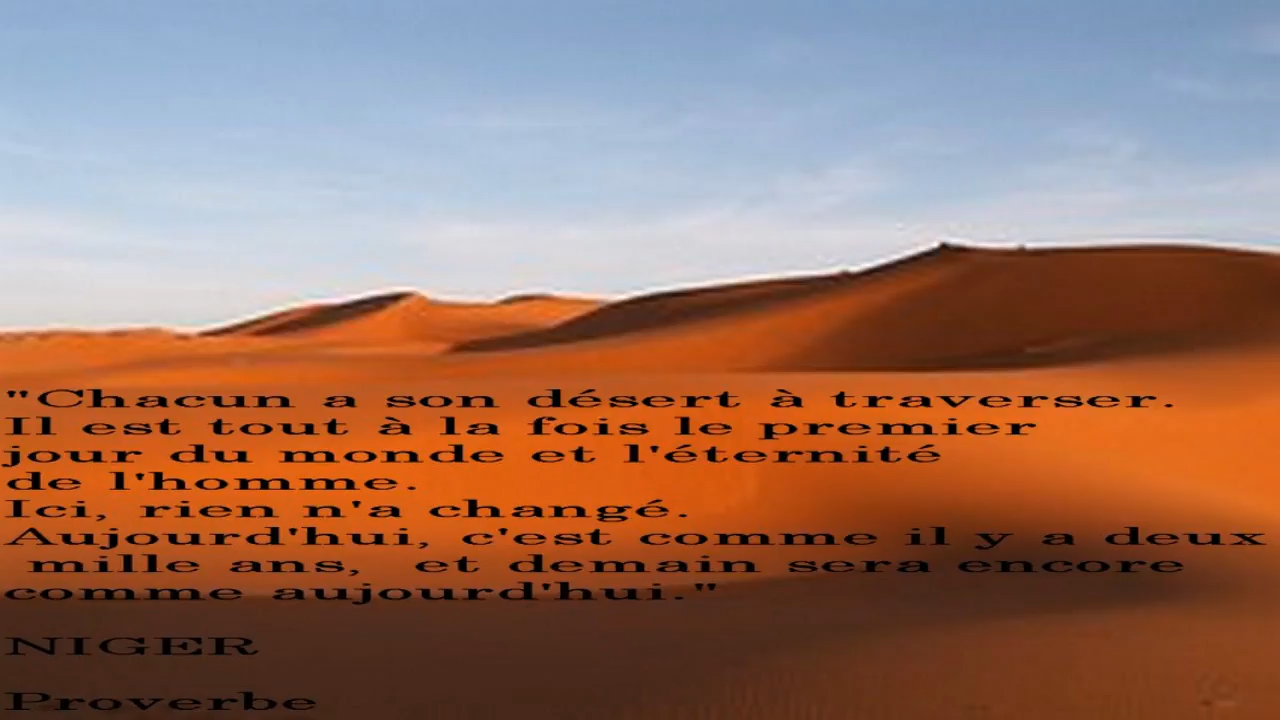 "Chacun a son désert à traverser.
Il est tout à la fois le premier
jour du monde et l'éternité
de l'homme.
Ici, rien n'a changé.
Aujourd'hui, c'est comme il y a deux
mille ans, et demain sera encore
comme aujourd'hui."
NIGER
Proverbe